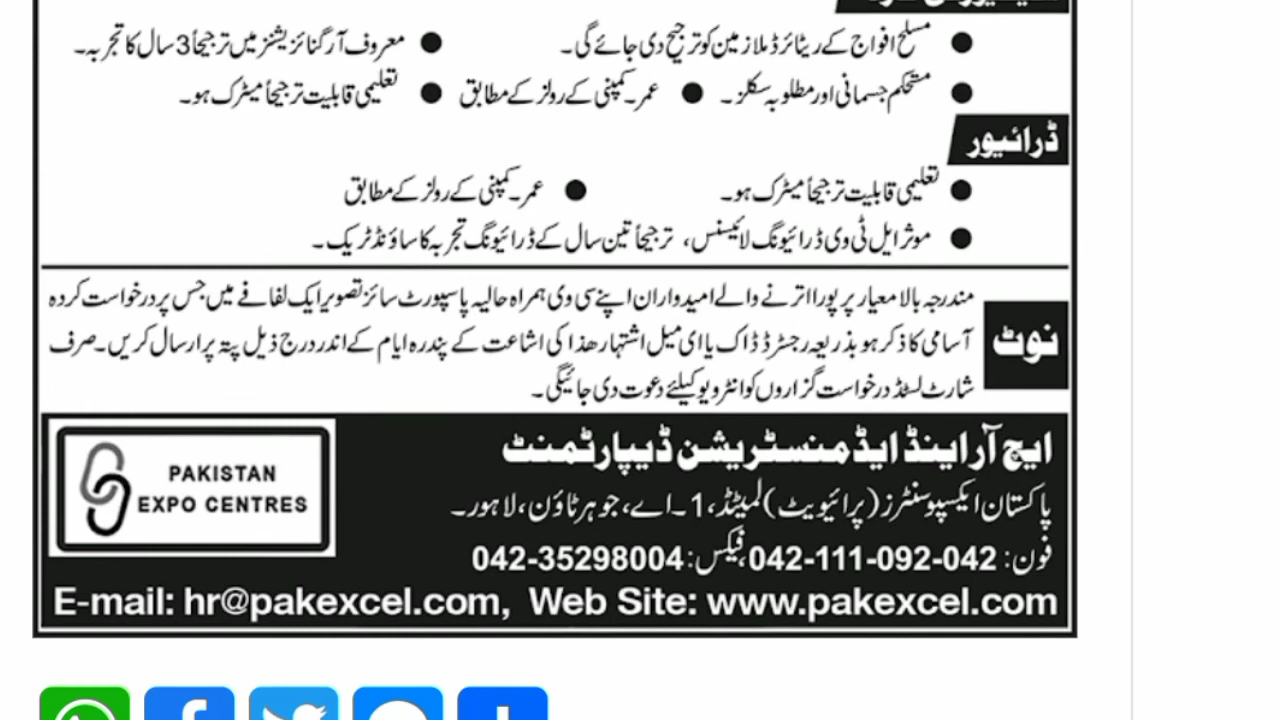 ● مسلح افواج کے ریٹائرڈ ملازمین کو ترجیح دی جائے گی۔ ● معروف آرگنائزیشنز میں ترجیحاً 3 سال کا تجربہ۔
● مستحکم جسمانی اور مطلوبہ سکلز۔ ● عمر۔ کمپنی کے رولز کے مطابق ● تعلیمی قابلیت ترجیحاً میٹرک ہو۔
ڈرائیور
● تعلیمی قابلیت ترجیحاً میٹرک ہو۔ ● عمر۔ کمپنی کے رولز کے مطابق
● موثر ایل ٹی وی ڈرائیونگ لائیسنس، ترجیحاً تین سال کے ڈرائیونگ تجربہ کا ساؤنڈ ٹریک۔
نوٹ
مندرجہ بالا معیار پر پورا اترنے والے امیدواران اپنے سی وی ہمراہ حالیہ پاسپورٹ سائز تصویر ایک لفافے میں جس پر درخواست کردہ
آسامی کا ذکر ہو بذریعہ رجسٹرڈ ڈاک یا ای میل اشتہار ھذا کی اشاعت کے پندرہ ایام کے اندر درج ذیل پتہ پر ارسال کریں۔ صرف
شارٹ لسٹڈ درخواست گزاروں کو انٹرویو کیلئے دعوت دی جائیگی۔
ایچ آر اینڈ ایڈمنسٹریشن ڈیپارٹمنٹ
پاکستان ایکسپو سنٹرز (پرائیویٹ) لمیٹڈ، 1۔اے، جوہر ٹاؤن، لاہور۔
فون: 042-111-092-042، فیکس: 042-35298004
E-mail: hr@pakexcel.com, Web Site: www.pakexcel.com
PAKISTAN
EXPO CENTRES